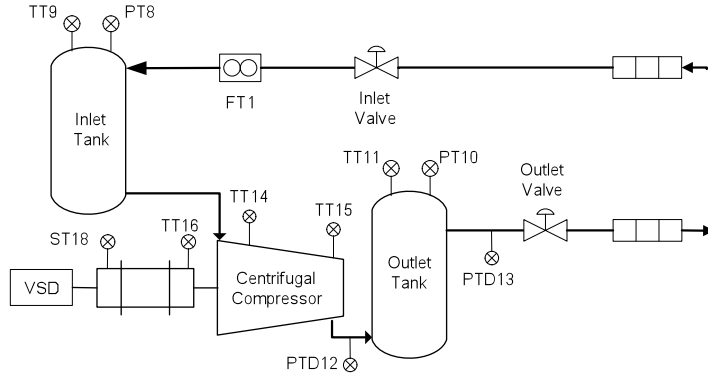 TT9
PT8
Inlet
Tank
FT1
Inlet
Valve
TT11
PT10
Outlet
Valve
TT14
TT15
ST18
TT16
VSD
Centrifugal
Compressor
Outlet
Tank
PTD13
PTD12